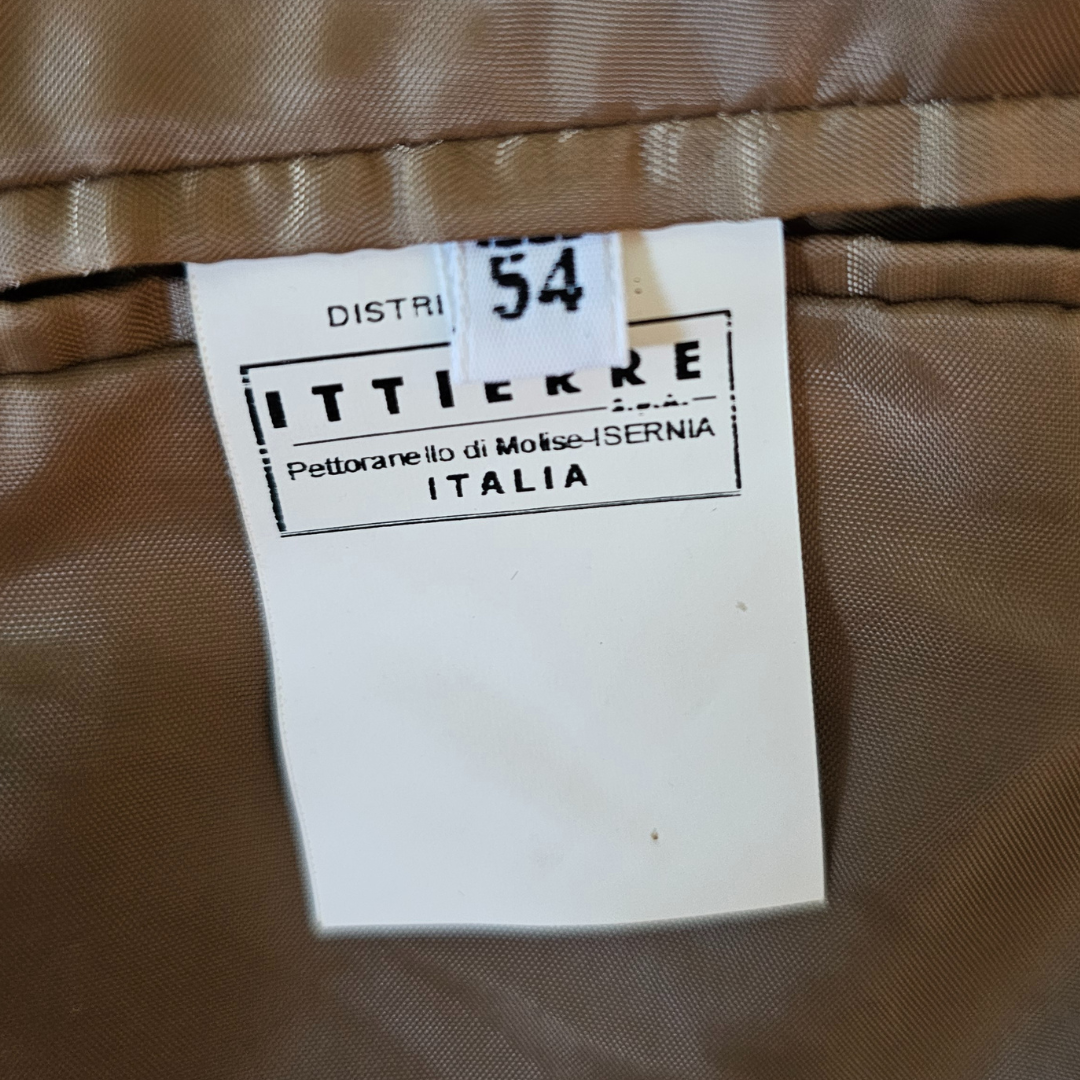 54
DISTRI
ITTIERRE
S.p.A.
Pettoranello di Molise-ISERNIA
ITALIA